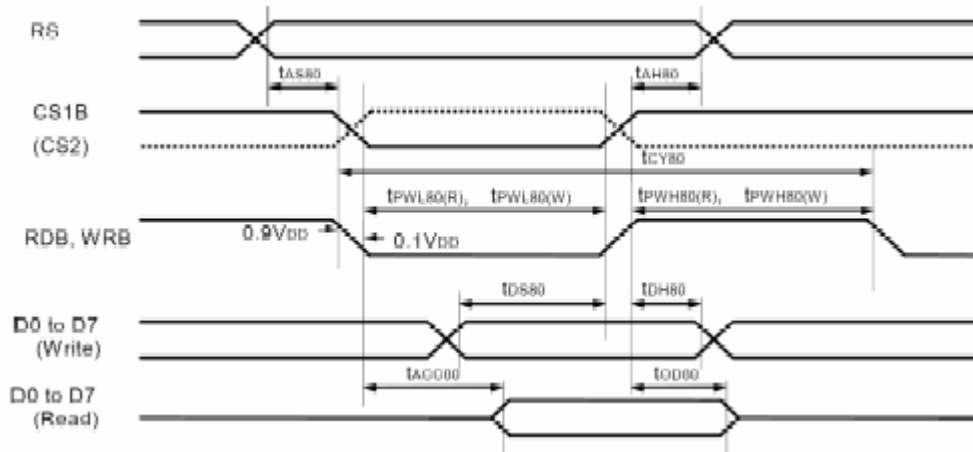 RS
tAS80
tAH80
CS1B
(CS2)
tCY80
tPWL80(R), tPWL80(W)
tPWH80(R), tPWH80(W)
RDB, WRB
0.9VDD
0.1VDD
tDS80
tDH80
D0 to D7
(Write)
tACC80
tOD80
D0 to D7
(Read)